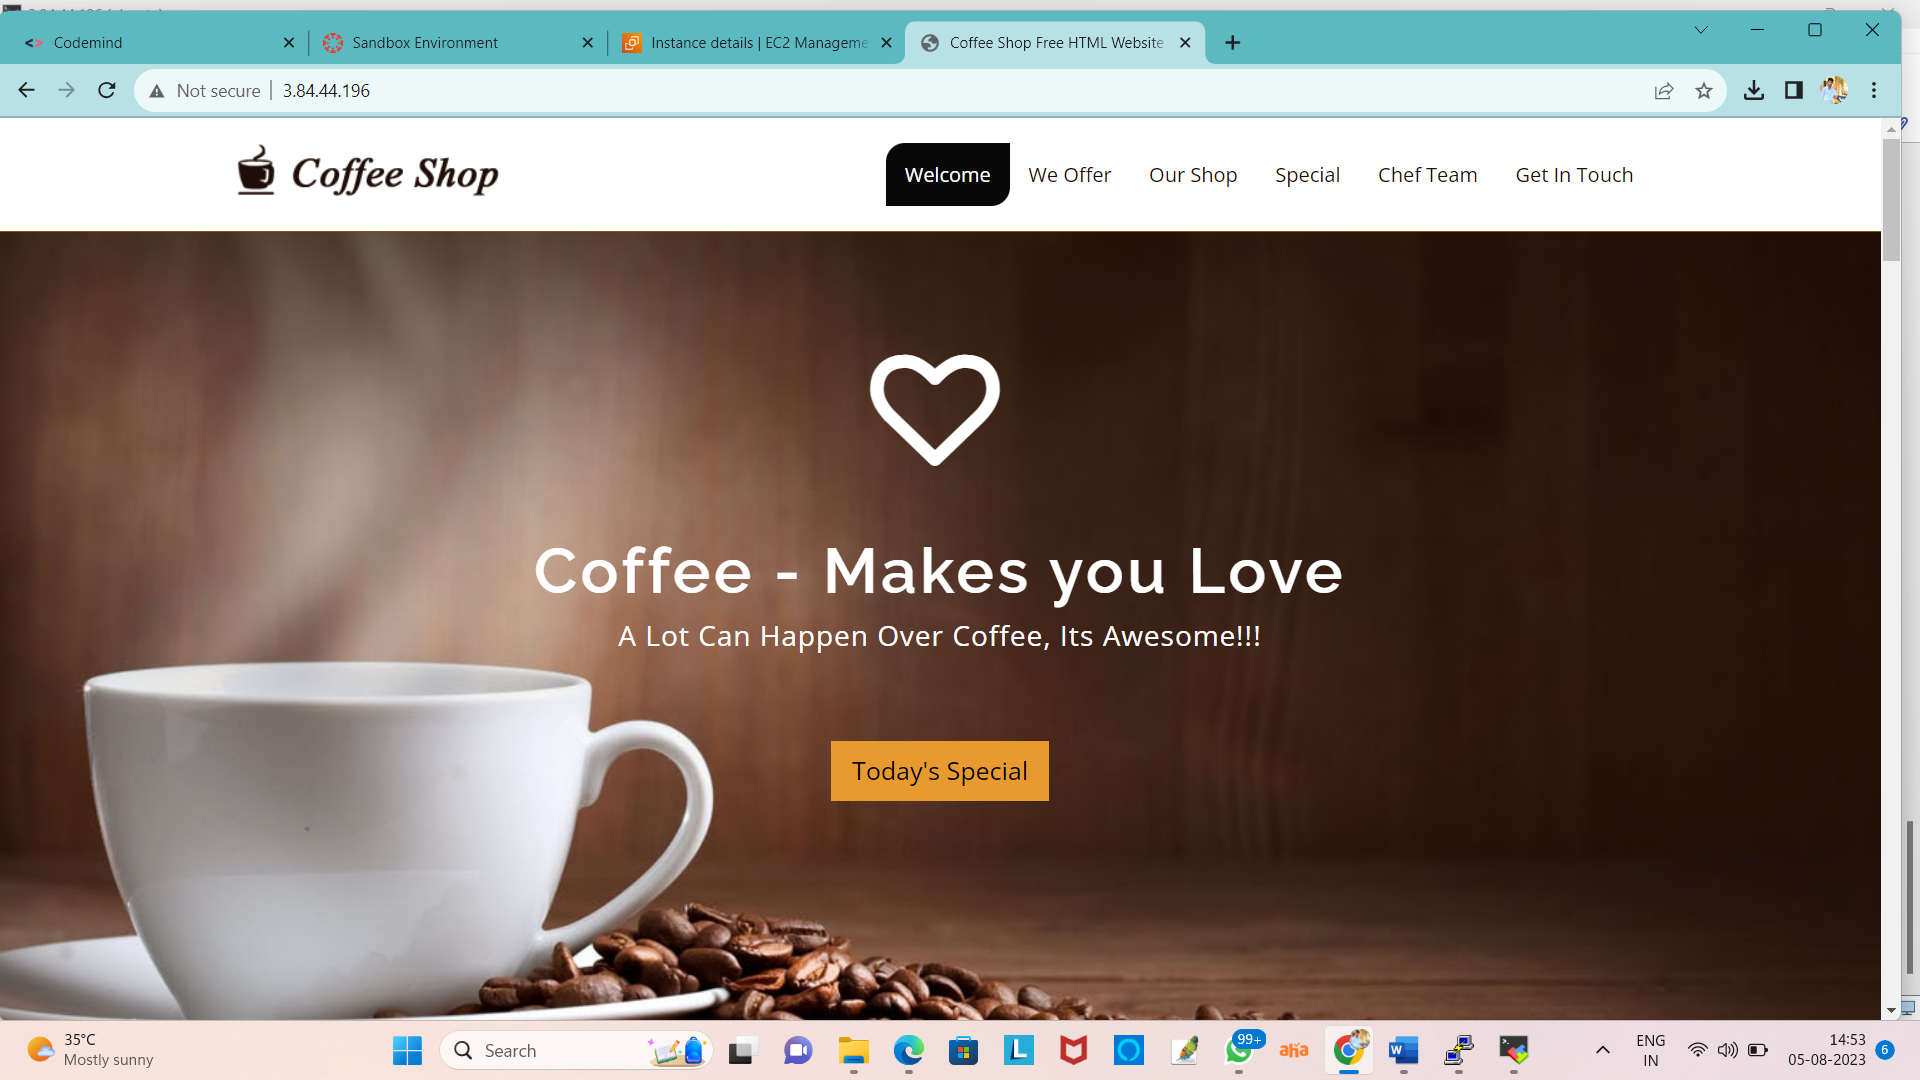 Codemind
Sandbox Environment
Instance details | EC2 Manageme
Coffee Shop Free HTML Website
Not secure
3.84.44.196
Coffee Shop
Welcome
We Offer
Our Shop
Special
Chef Team
Get In Touch
Coffee - Makes you Love
A Lot Can Happen Over Coffee, Its Awesome!!!
Today's Special
35°C
Mostly sunny
Search
L
99+
aha
W
ENG
IN
14:53
05-08-2023
6